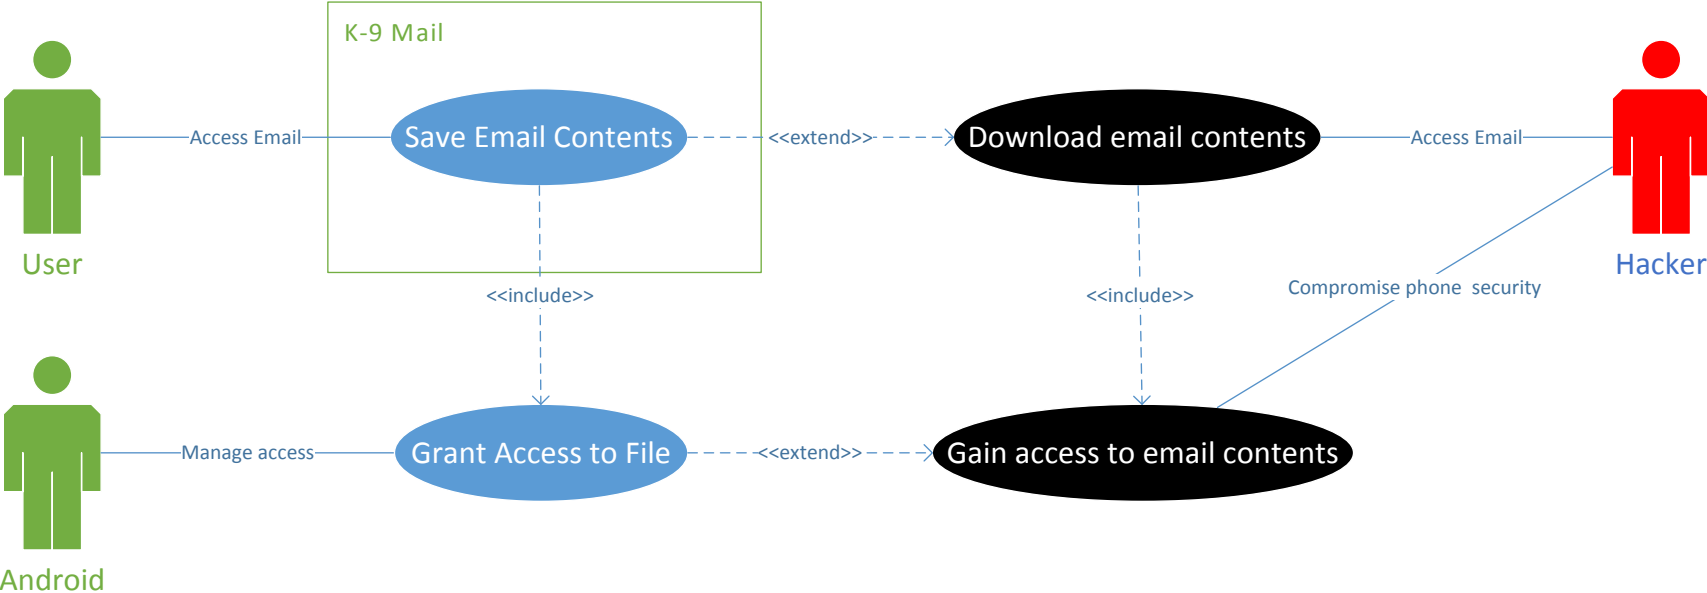 K-9 Mail
Access Email
Save Email Contents
<<extend>>
Download email contents
Access Email
User
Hacker
<<include>>
<<include>>
Compromise phone  security
Manage access
Grant Access to File
<<extend>>
Gain access to email contents
Android